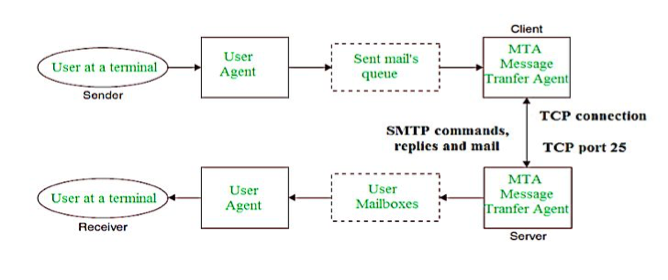 Client
User at a terminal
User
Agent
Sent mail's
queue
MTA
Message
Tranfer Agent
Sender
TCP connection
SMTP commands,
replies and mail
TCP port 25
User at a terminal
User
Agent
User
Mailboxes
MTA
Message
Tranfer Agent
Receiver
Server